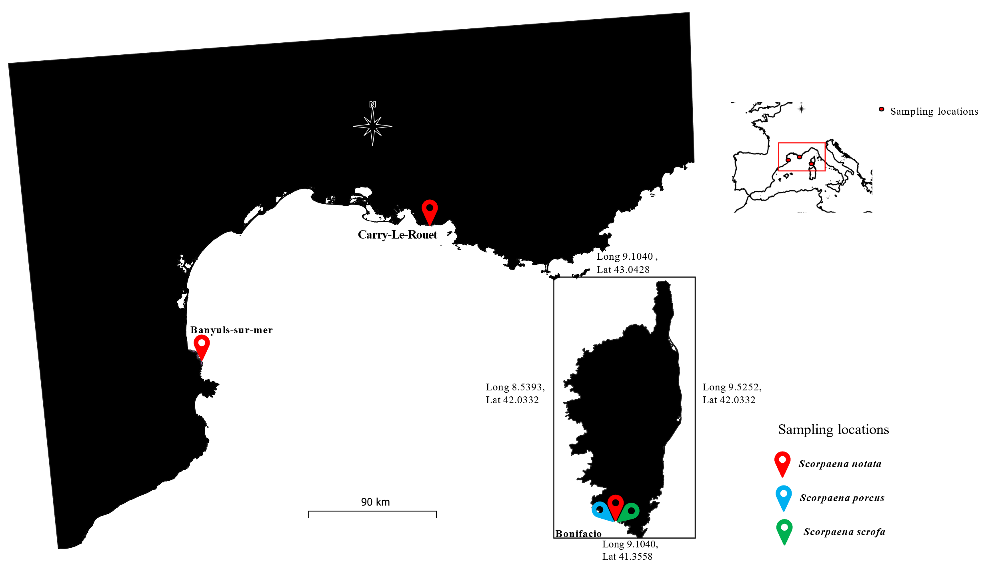 N
N
Sampling locations
Carry-Le-Rouet
Long 9.1040 ,
Lat 43.0428
Banyuls-sur-mer
Long 8.5393,
Lat 42.0332
Long 9.5252,
Lat 42.0332
Sampling locations
Scorpaena notata
Scorpaena porcus
Scorpaena scrofa
90 km
Bonifacio
Long 9.1040,
Lat 41.3558